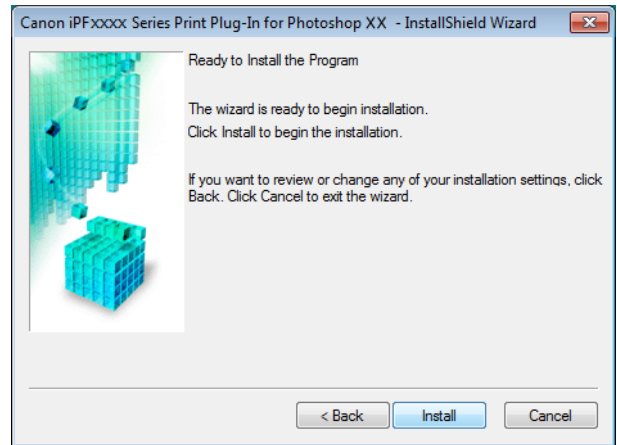 Canon iPFxxxx Series Print Plug-In for Photoshop XX - InstallShield Wizard
Ready to Install the Program
The wizard is ready to begin installation.
Click Install to begin the installation.
If you want to review or change any of your installation settings, click
Back. Click Cancel to exit the wizard.
< Back Install Cancel